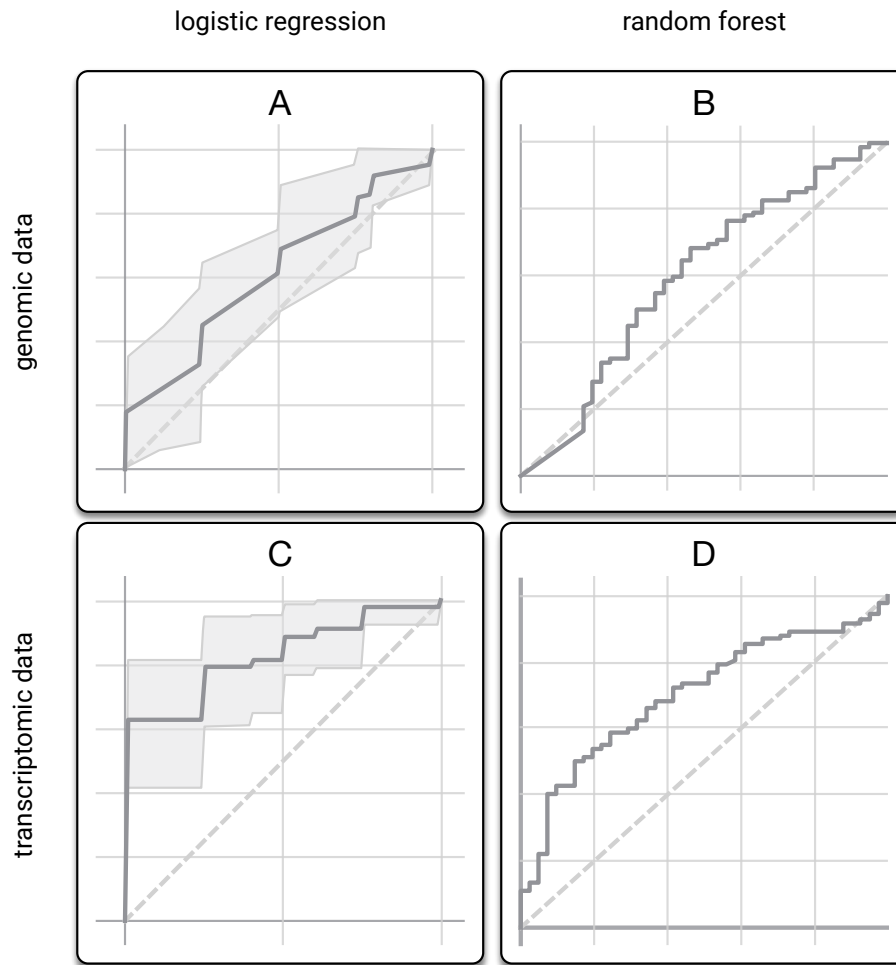 logistic regression
random forest
A
B
genomic data
C
D
transcriptomic data